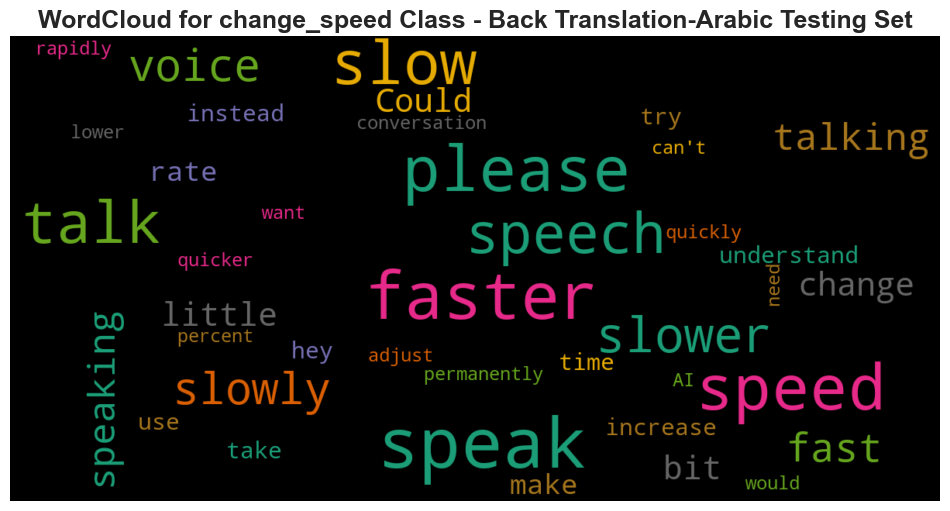 WordCloud for change_speed Class - Back Translation-Arabic Testing Set
rapidly
voice
slow
Could
instead
conversation
lower
try
can't
talking
rate
please
want
talk
speech
quickly
understand
quicker
need
change
faster
little
slower
percent
hey
adjust
time
permanently
AI
speaking
slowly
speed
use
increase
take
speak
fast
bit
make
would